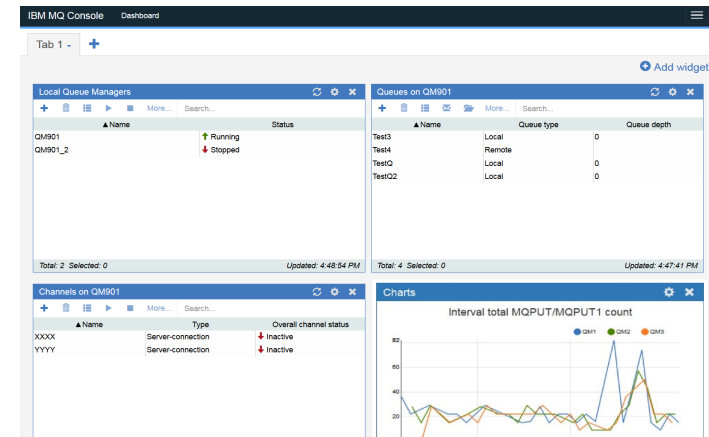 IBM MQ Console Dashboard
Tab 1
Add widget
Local Queue Managers
More... Search...
▲Name Status
QM901 Running
QM901_2 Stopped
Total: 2 Selected: 0 Updated: 4:48:54 PM
Queues on QM901
More... Search...
▲Name Queue type Queue depth
Test3 Local 0
Test4 Remote
TestQ Local 0
TestQ2 Local 0
Total: 4 Selected: 0 Updated: 4:47:41 PM
Channels on QM901
More... Search...
▲Name Type Overall channel status
XXXX Server-connection Inactive
YYYY Server-connection Inactive
Charts
Interval total MQPUT/MQPUT1 count
QM1 QM2 QM3
82
60
40
20